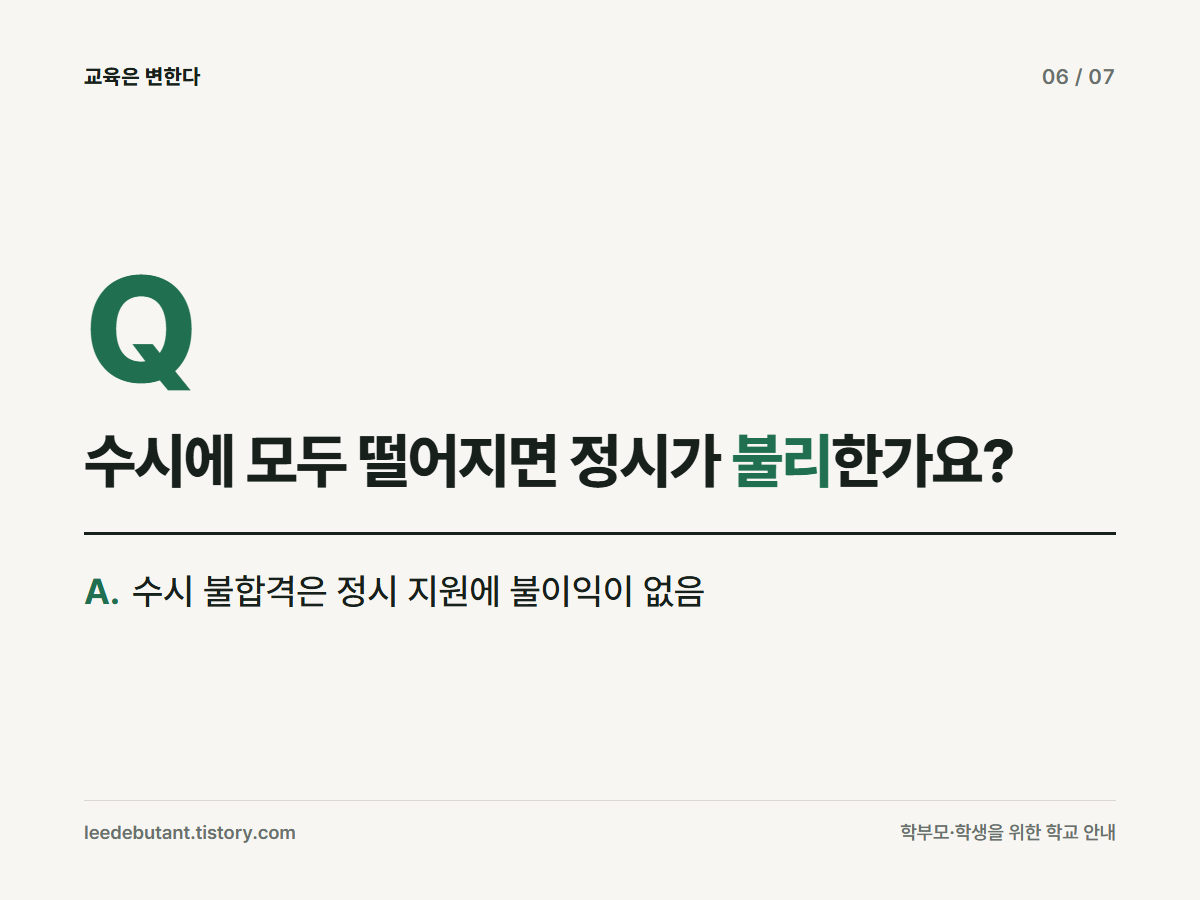 교육은 변한다
06 / 07
Q
수시에 모두 떨어지면 정시가 불리한가요?
A. 수시 불합격은 정시 지원에 불이익이 없음
leedebutant.tistory.com
학부모·학생을 위한 학교 안내